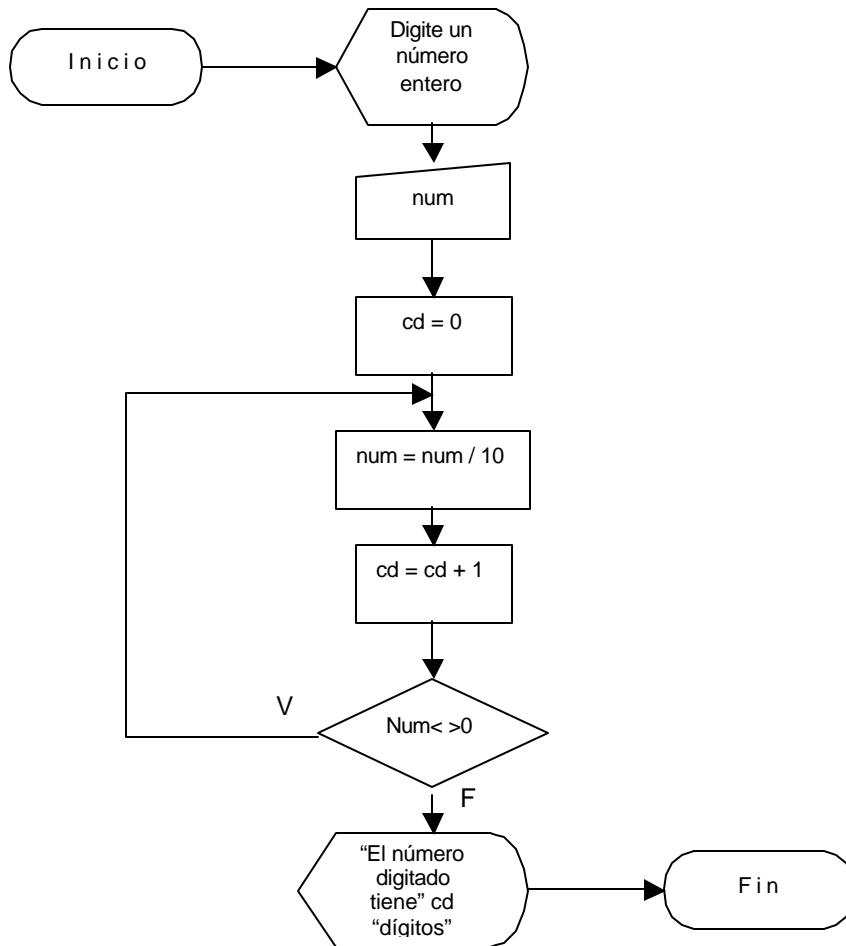 Inicio
Digite un
número
entero
num
cd = 0
num = num / 10
cd = cd + 1
V
Num< >0
F
“El número
digitado
tiene” cd
“dígitos”
Fin